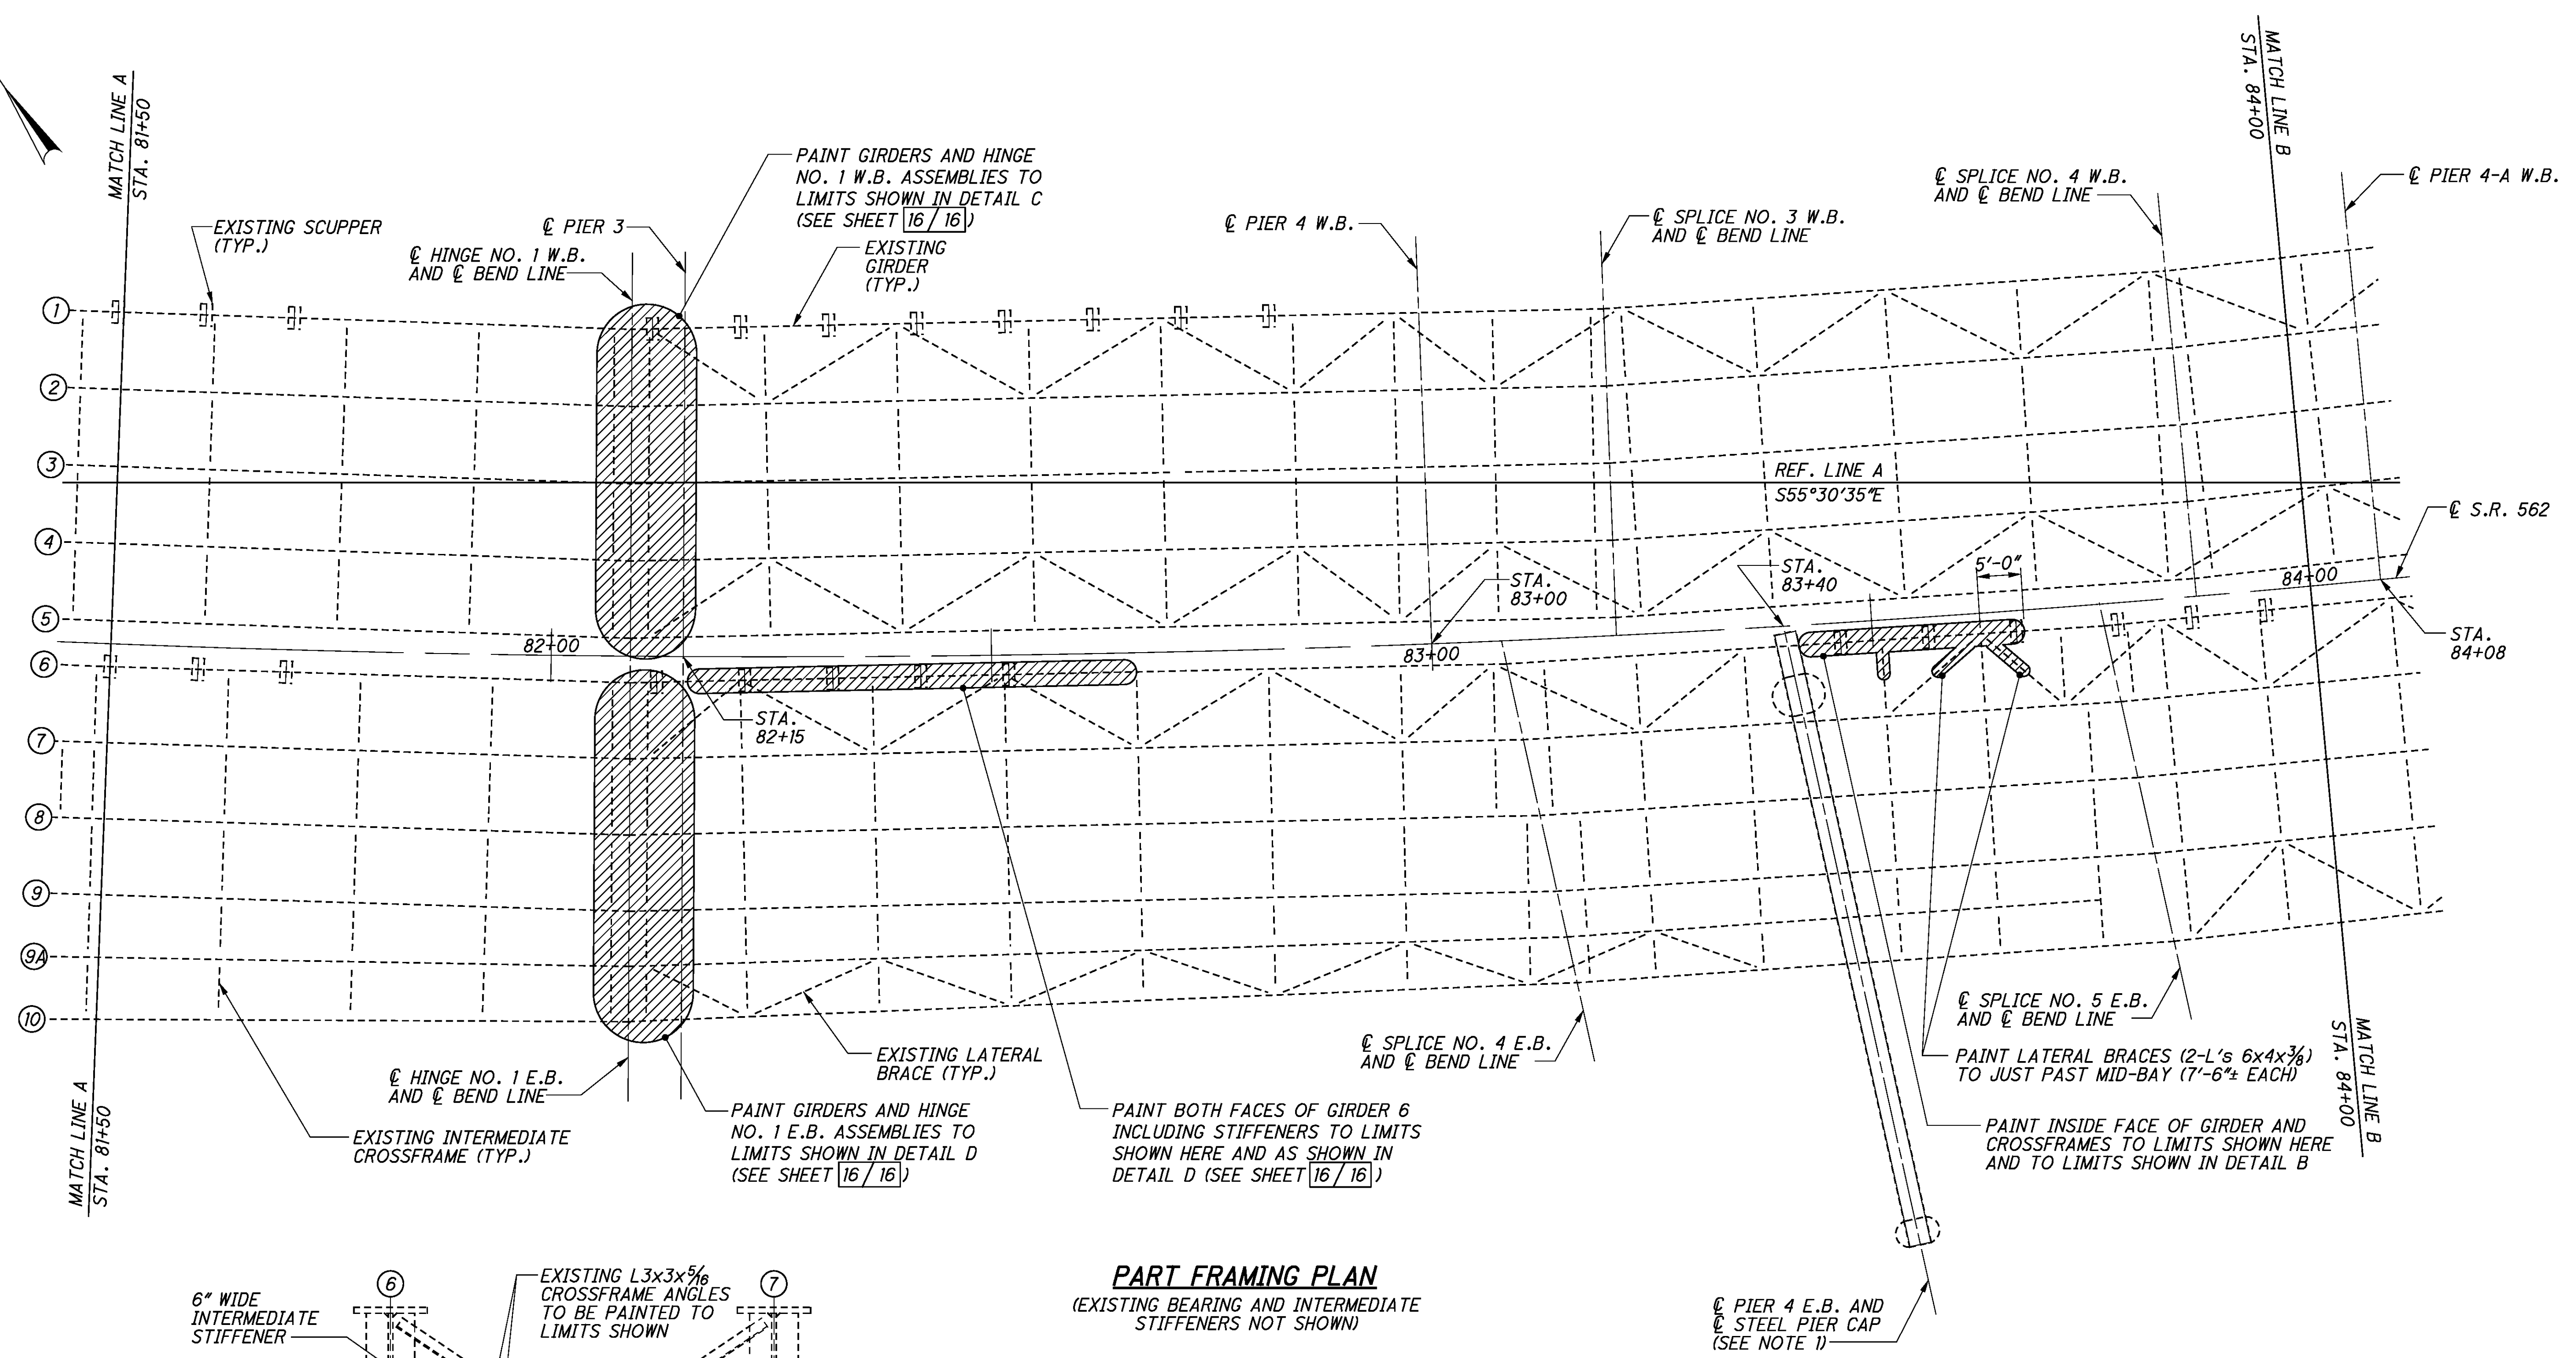 MATCH LINE A
STA. 81+50
EXISTING SCUPPER
(TYP.)
℄ HINGE NO. 1 W.B.
AND ℄ BEND LINE
℄ PIER 3
PAINT GIRDERS AND HINGE
NO. 1 W.B. ASSEMBLIES TO
LIMITS SHOWN IN DETAIL C
(SEE SHEET 16 / 16)
EXISTING
GIRDER
(TYP.)
℄ PIER 4 W.B.
℄ SPLICE NO. 3 W.B.
AND ℄ BEND LINE
℄ SPLICE NO. 4 W.B.
AND ℄ BEND LINE
MATCH LINE B
STA. 84+00
℄ PIER 4-A W.B.
1
2
3
4
5
6
7
8
9
9A
10
REF. LINE A
S55°30'35"E
℄ S.R. 562
82+00
STA.
82+15
STA.
83+00
83+00
STA.
83+40
5'-0"
84+00
STA.
84+08
℄ HINGE NO. 1 E.B.
AND ℄ BEND LINE
EXISTING LATERAL
BRACE (TYP.)
℄ SPLICE NO. 4 E.B.
AND ℄ BEND LINE
℄ SPLICE NO. 5 E.B.
AND ℄ BEND LINE
PAINT LATERAL BRACES (2-L's 6x4x3/8)
TO JUST PAST MID-BAY (7'-6"± EACH)
MATCH LINE A
STA. 81+50
EXISTING INTERMEDIATE
CROSSFRAME (TYP.)
PAINT GIRDERS AND HINGE
NO. 1 E.B. ASSEMBLIES TO
LIMITS SHOWN IN DETAIL D
(SEE SHEET 16 / 16)
PAINT BOTH FACES OF GIRDER 6
INCLUDING STIFFENERS TO LIMITS
SHOWN HERE AND AS SHOWN IN
DETAIL D (SEE SHEET 16 / 16)
PAINT INSIDE FACE OF GIRDER AND
CROSSFRAMES TO LIMITS SHOWN HERE
AND TO LIMITS SHOWN IN DETAIL B
MATCH LINE B
STA. 84+00
6" WIDE
INTERMEDIATE
STIFFENER
6
EXISTING L3x3x5/16
CROSSFRAME ANGLES
TO BE PAINTED TO
LIMITS SHOWN
7
PART FRAMING PLAN
(EXISTING BEARING AND INTERMEDIATE
STIFFENERS NOT SHOWN)
℄ PIER 4 E.B. AND
℄ STEEL PIER CAP
(SEE NOTE 1)